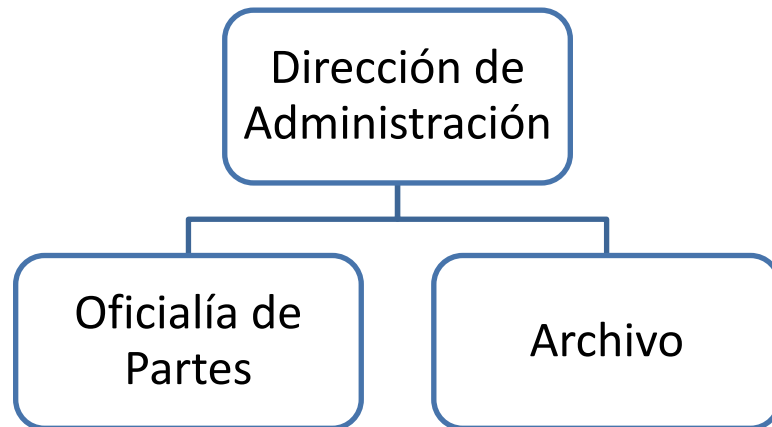 Dirección de
Administración
Oficialía de
Partes
Archivo